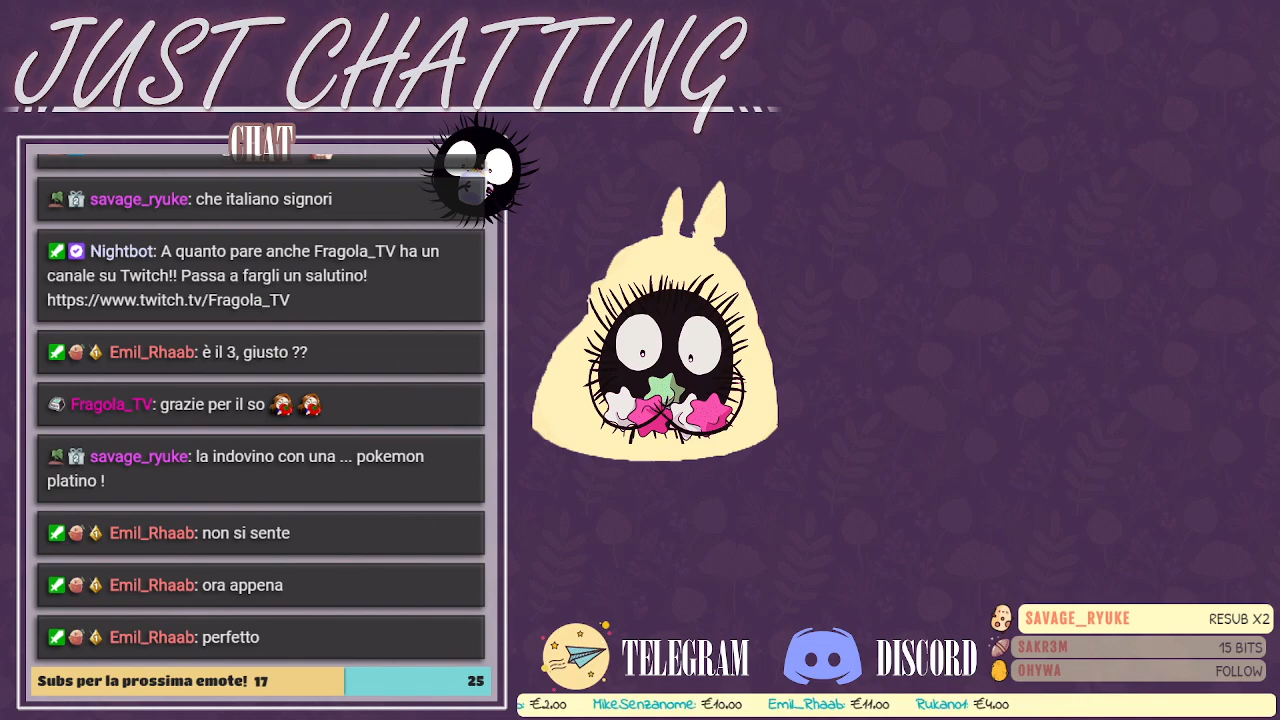 JUST CHATTING
CHAT
savage_ryuke: che italiano signori
Nightbot: A quanto pare anche Fragola_TV ha un
canale su Twitch!! Passa a fargli un salutino!
https://www.twitch.tv/Fragola_TV
Emil_Rhaab: è il 3, giusto ??
Fragola_TV: grazie per il so
savage_ryuke: la indovino con una ... pokemon
platino !
Emil_Rhaab: non si sente
Emil_Rhaab: ora appena
Emil_Rhaab: perfetto
Subs per la prossima emote! 17 25
TELEGRAM
DISCORD
SAVAGE_RYUKE RESUB X2
SAKR3M 15 BITS
OHYWA FOLLOW
€2.00 MikeSenzanome: €10.00 Emil_Rhaab: €11.00 Rukano1: €4.00